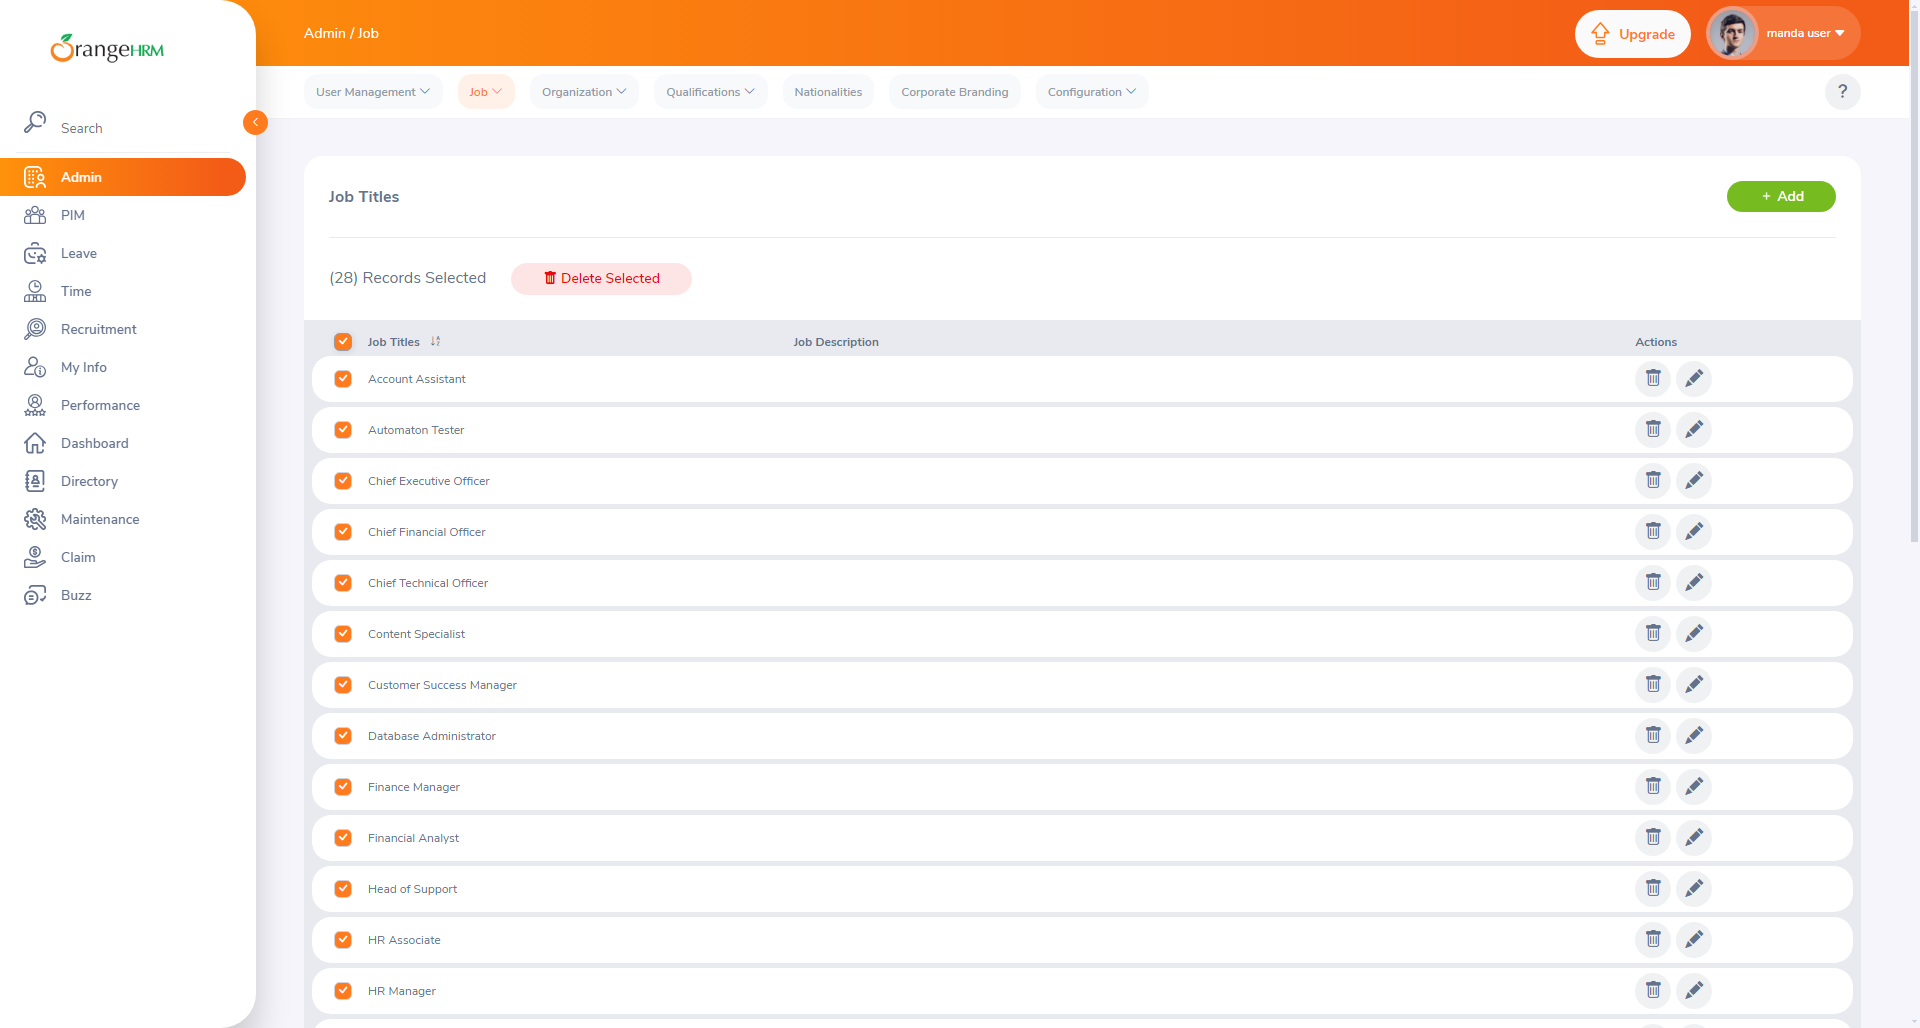 OrangeHRM
Admin / Job
Upgrade
manda user
User Management
Job
Organization
Qualifications
Nationalities
Corporate Branding
Configuration
?
Search
Admin
PIM
Leave
Time
Recruitment
My Info
Performance
Dashboard
Directory
Maintenance
Claim
Buzz
Job Titles
+ Add
(28) Records Selected
Delete Selected
Job Titles
Job Description
Actions
Account Assistant
Automaton Tester
Chief Executive Officer
Chief Financial Officer
Chief Technical Officer
Content Specialist
Customer Success Manager
Database Administrator
Finance Manager
Financial Analyst
Head of Support
HR Associate
HR Manager